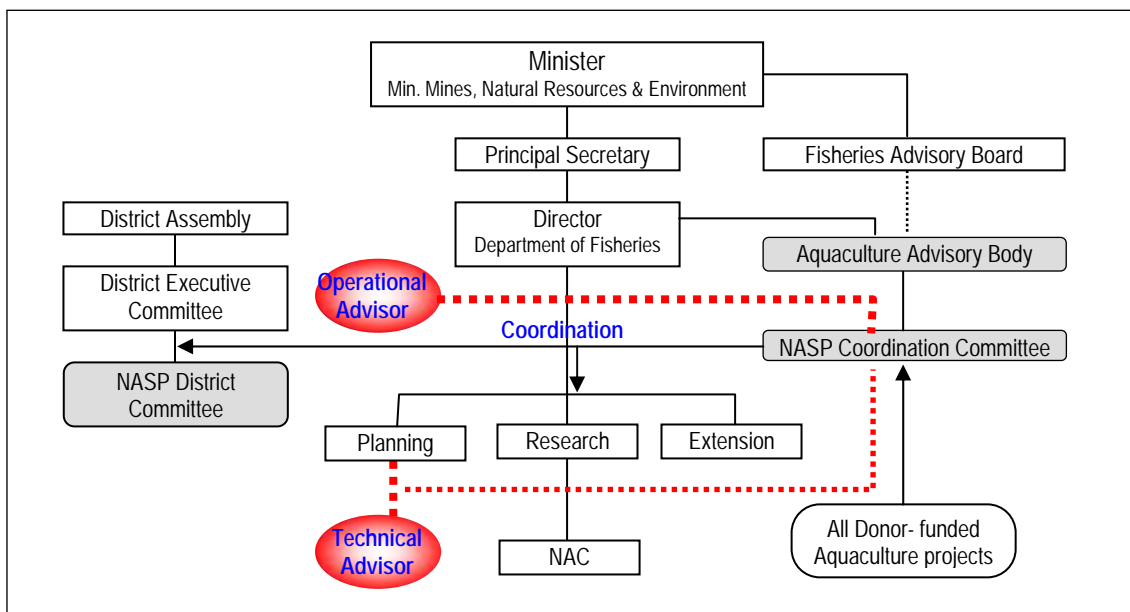 Minister
Min. Mines, Natural Resources & Environment
Principal Secretary
Fisheries Advisory Board
District Assembly
Director
Department of Fisheries
Aquaculture Advisory Body
District Executive
Committee
Operational
Advisor
Coordination
NASP Coordination Committee
NASP District
Committee
Planning
Research
Extension
Technical
Advisor
NAC
All Donor- funded
Aquaculture projects